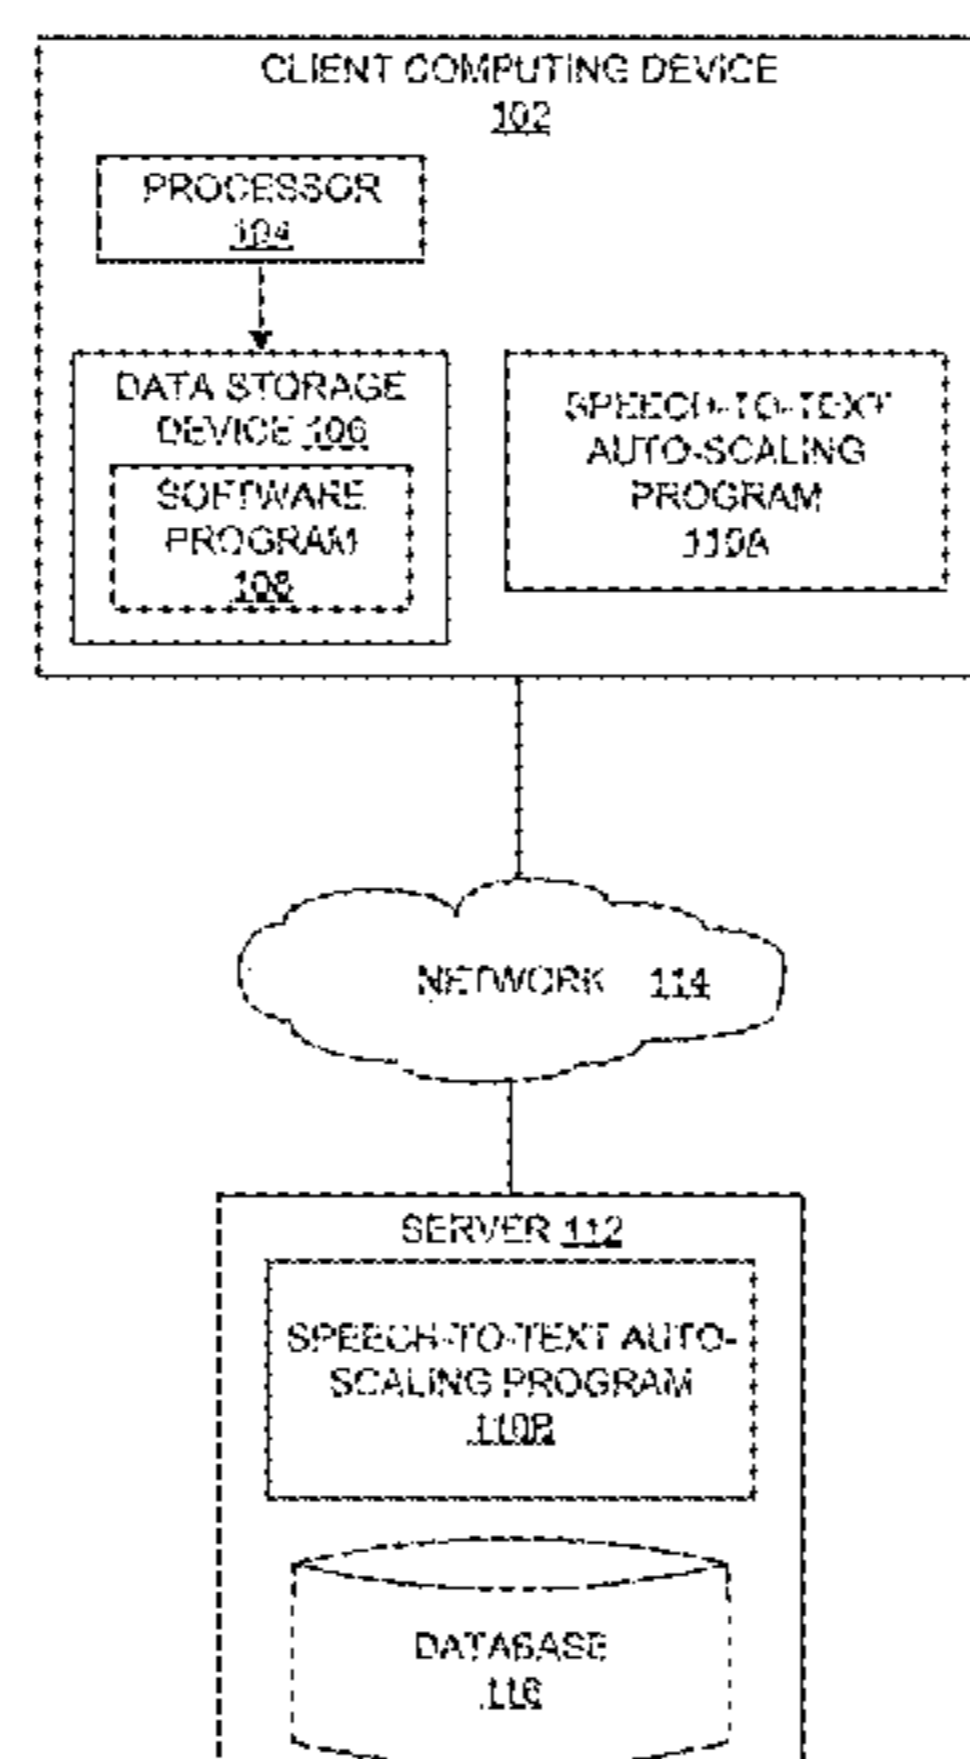 CLIENT COMPUTING DEVICE
102
PROCESSOR
104
DATA STORAGE
DEVICE 106
SOFTWARE
PROGRAM
108
SPEECH-TO-TEXT
AUTO-SCALING
PROGRAM
110A
NETWORK 114
SERVER 112
SPEECH-TO-TEXT AUTO-
SCALING PROGRAM
110B
DATABASE
116